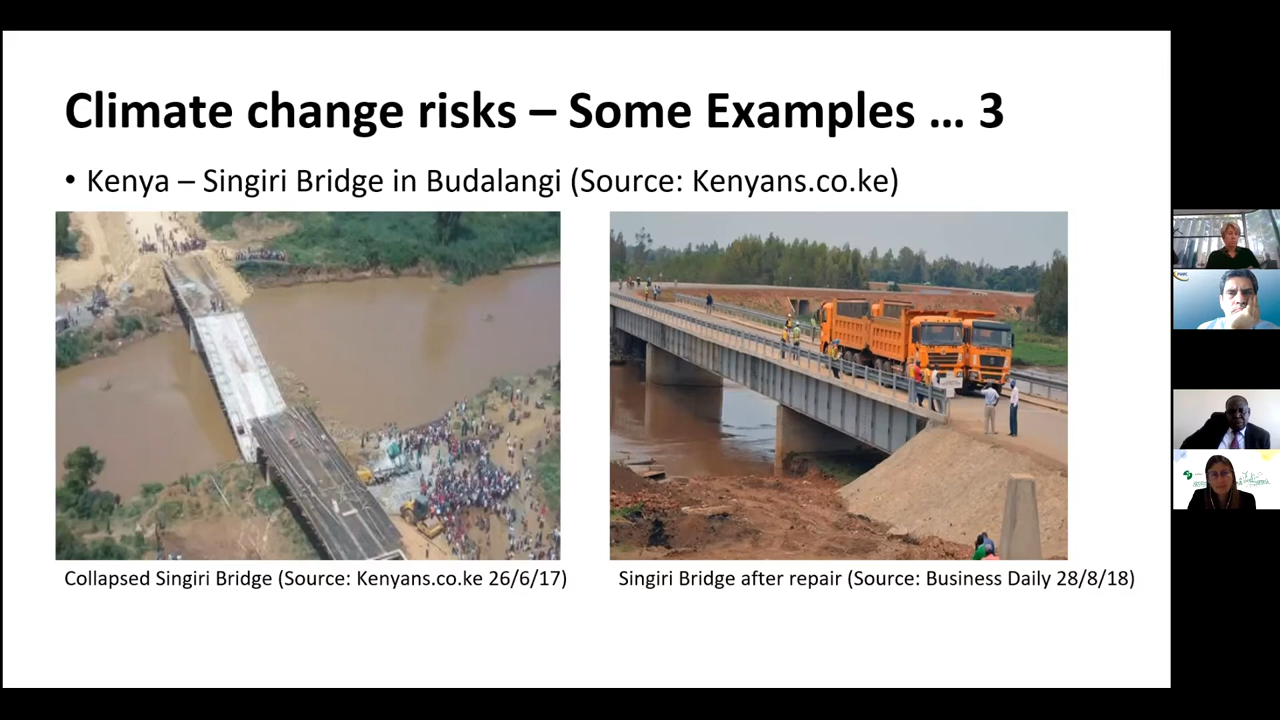 Climate change risks – Some Examples … 3
• Kenya – Singiri Bridge in Budalangi (Source: Kenyans.co.ke)
Collapsed Singiri Bridge (Source: Kenyans.co.ke 26/6/17)
Singiri Bridge after repair (Source: Business Daily 28/8/18)